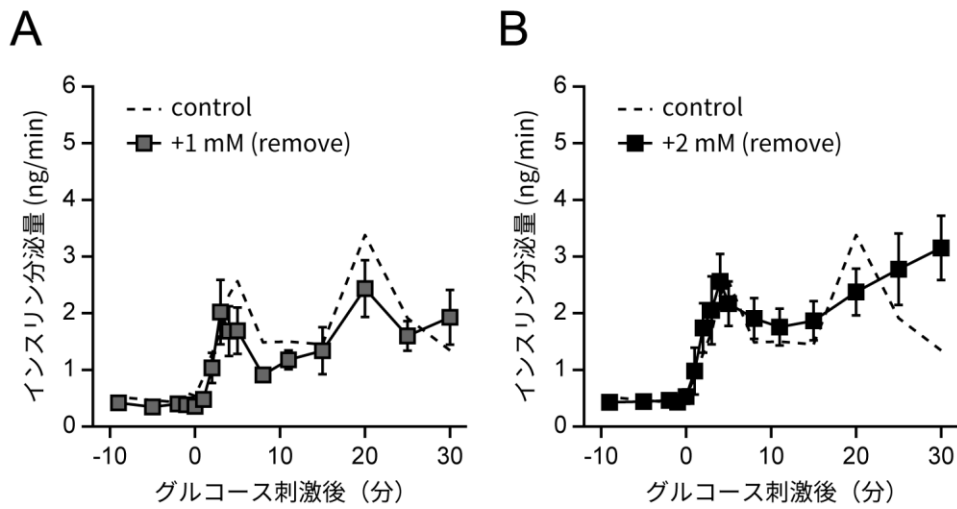 A
6
5
4
3
2
1
0
インスリン分泌量 (ng/min)
control
+1 mM (remove)
-10 0 10 20 30
グルコース刺激後（分）
B
6
5
4
3
2
1
0
インスリン分泌量 (ng/min)
control
+2 mM (remove)
-10 0 10 20 30
グルコース刺激後（分）